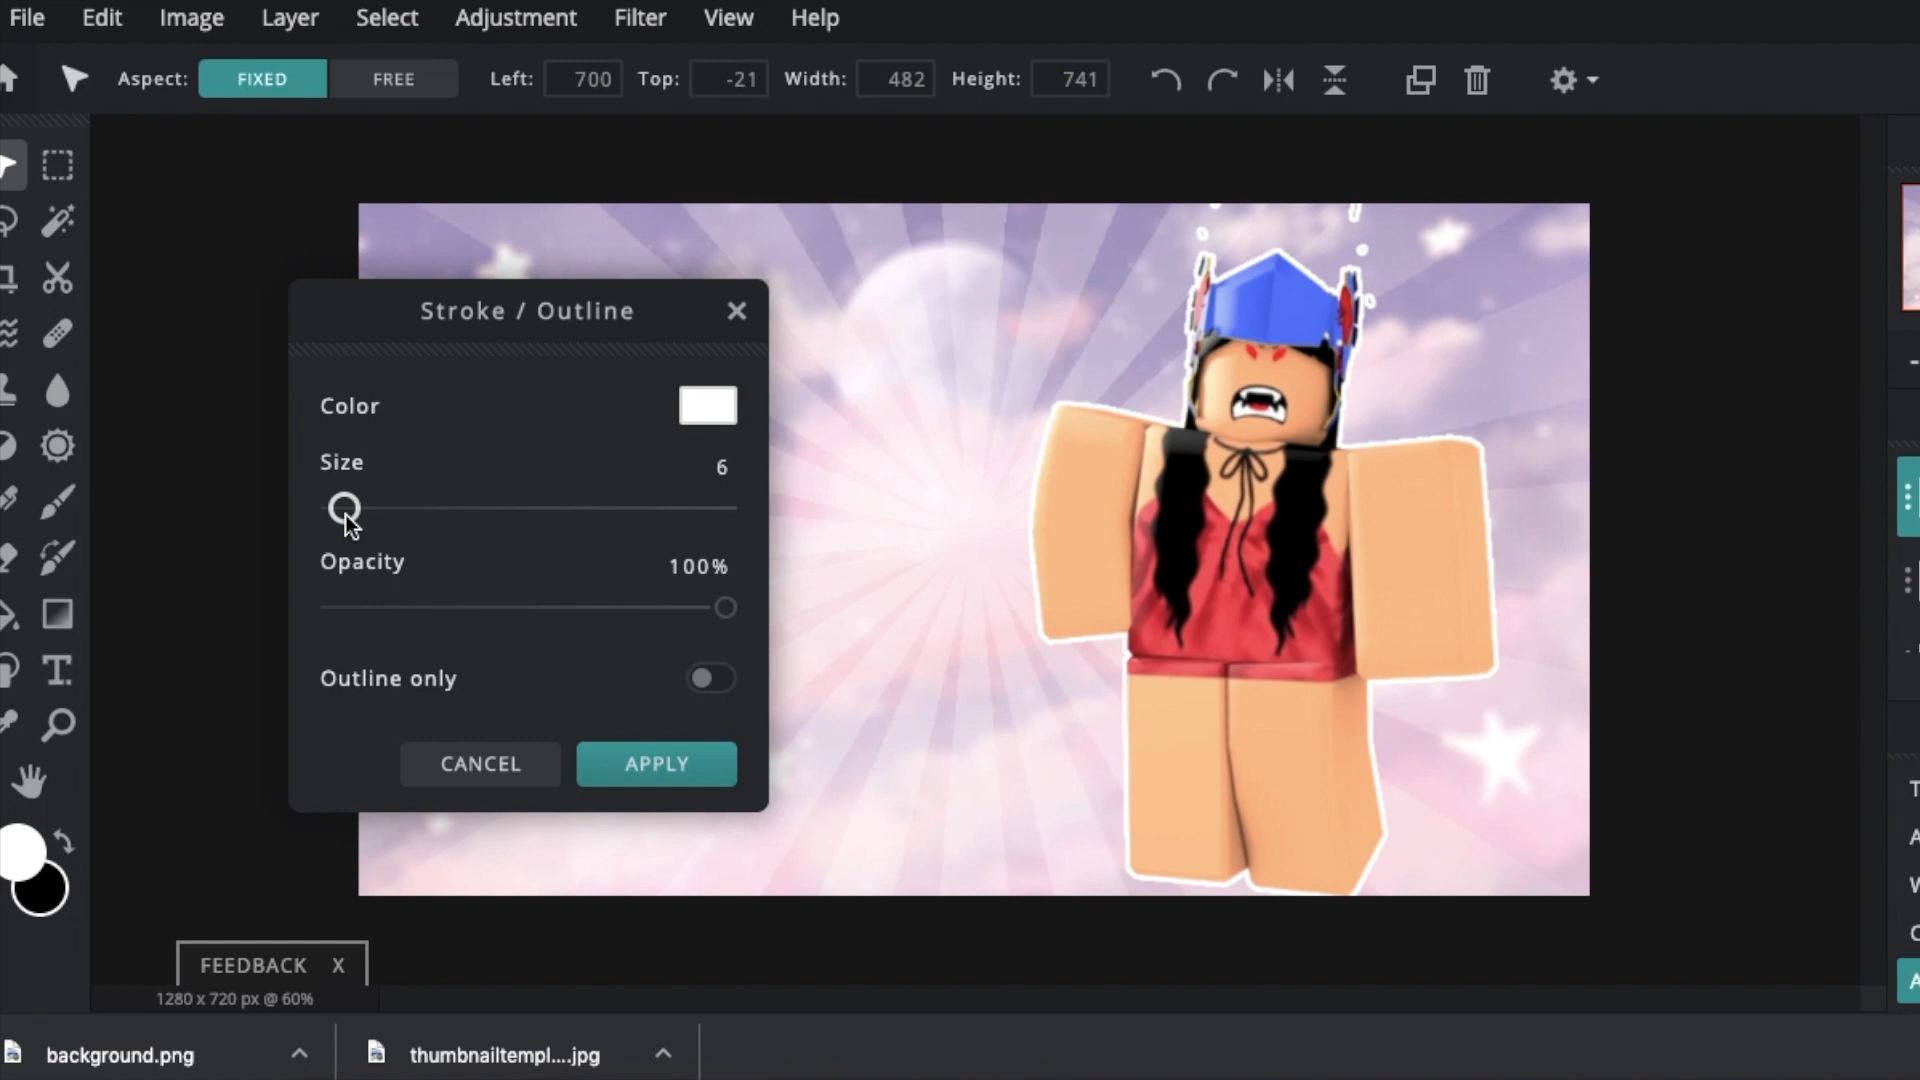 File Edit Image Layer Select Adjustment Filter View Help
Aspect: FIXED FREE Left: 700 Top: -21 Width: 482 Height: 741
Stroke / Outline
Color
Size 6
Opacity 100%
Outline only
CANCEL APPLY
FEEDBACK X
1280 x 720 px @ 60%
background.png thumbnailtempl....jpg